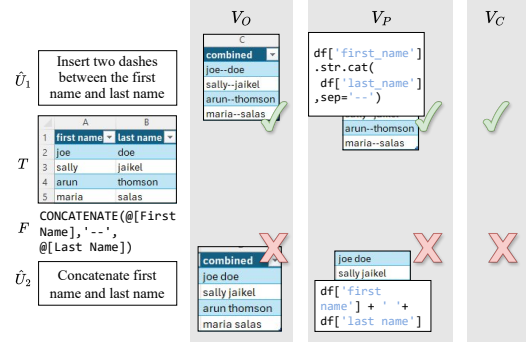 V_O
V_P
V_C
Û_1
Insert two dashes
between the first
name and last name
C
combined
joe--doe
sally--jaikel
arun--thomson
maria--salas
df['first_name']
.str.cat(
df['last_name']
,sep='--')
arun--thomson
maria--salas
T
A B
1 first name last name
2 joe doe
3 sally jaikel
4 arun thomson
5 maria salas
F
CONCATENATE(@[First
Name],'--',
@[Last Name])
Û_2
Concatenate first
name and last name
combined
joe doe
sally jaikel
arun thomson
maria salas
joe doe
sally jaikel
df['first
name'] + ' '+
df['last name']